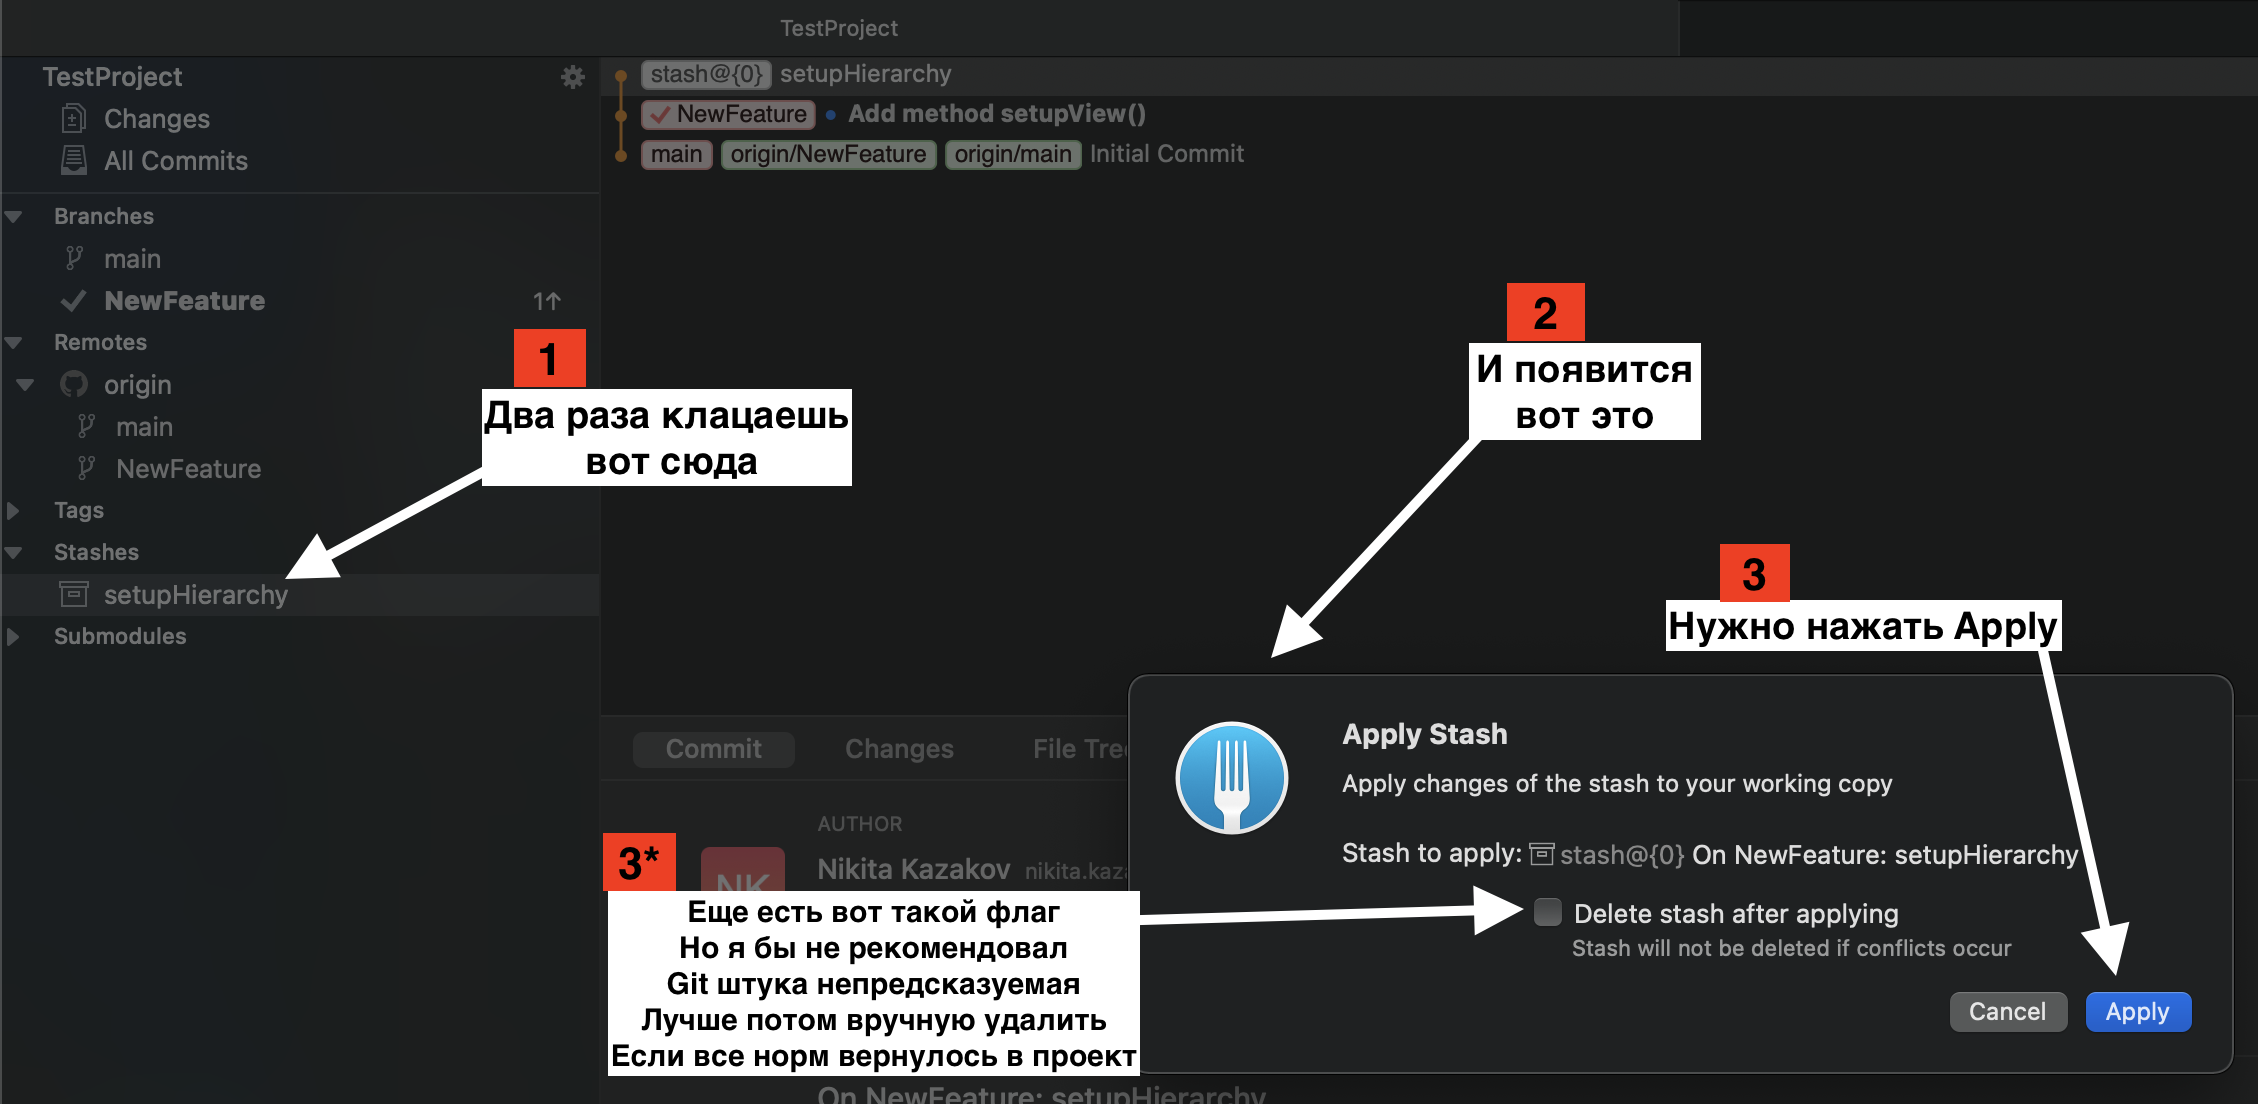 TestProject
TestProject
Changes
All Commits
Branches
main
NewFeature 1↑
Remotes
origin
main
NewFeature
Tags
Stashes
setupHierarchy
Submodules
stash@{0} setupHierarchy
NewFeature Add method setupView()
main origin/NewFeature origin/main Initial Commit
1
Два раза клацаешь
вот сюда
2
И появится
вот это
3
Нужно нажать Apply
Commit Changes File Tre
AUTHOR
Nikita Kazakov nikita.kaz
NK
3*
Еще есть вот такой флаг
Но я бы не рекомендовал
Git штука непредсказуемая
Лучше потом вручную удалить
Если все норм вернулось в проект
On NewFeature: setupHierarchy
Apply Stash
Apply changes of the stash to your working copy
Stash to apply: stash@{0} On NewFeature: setupHierarchy
Delete stash after applying
Stash will not be deleted if conflicts occur
Cancel Apply